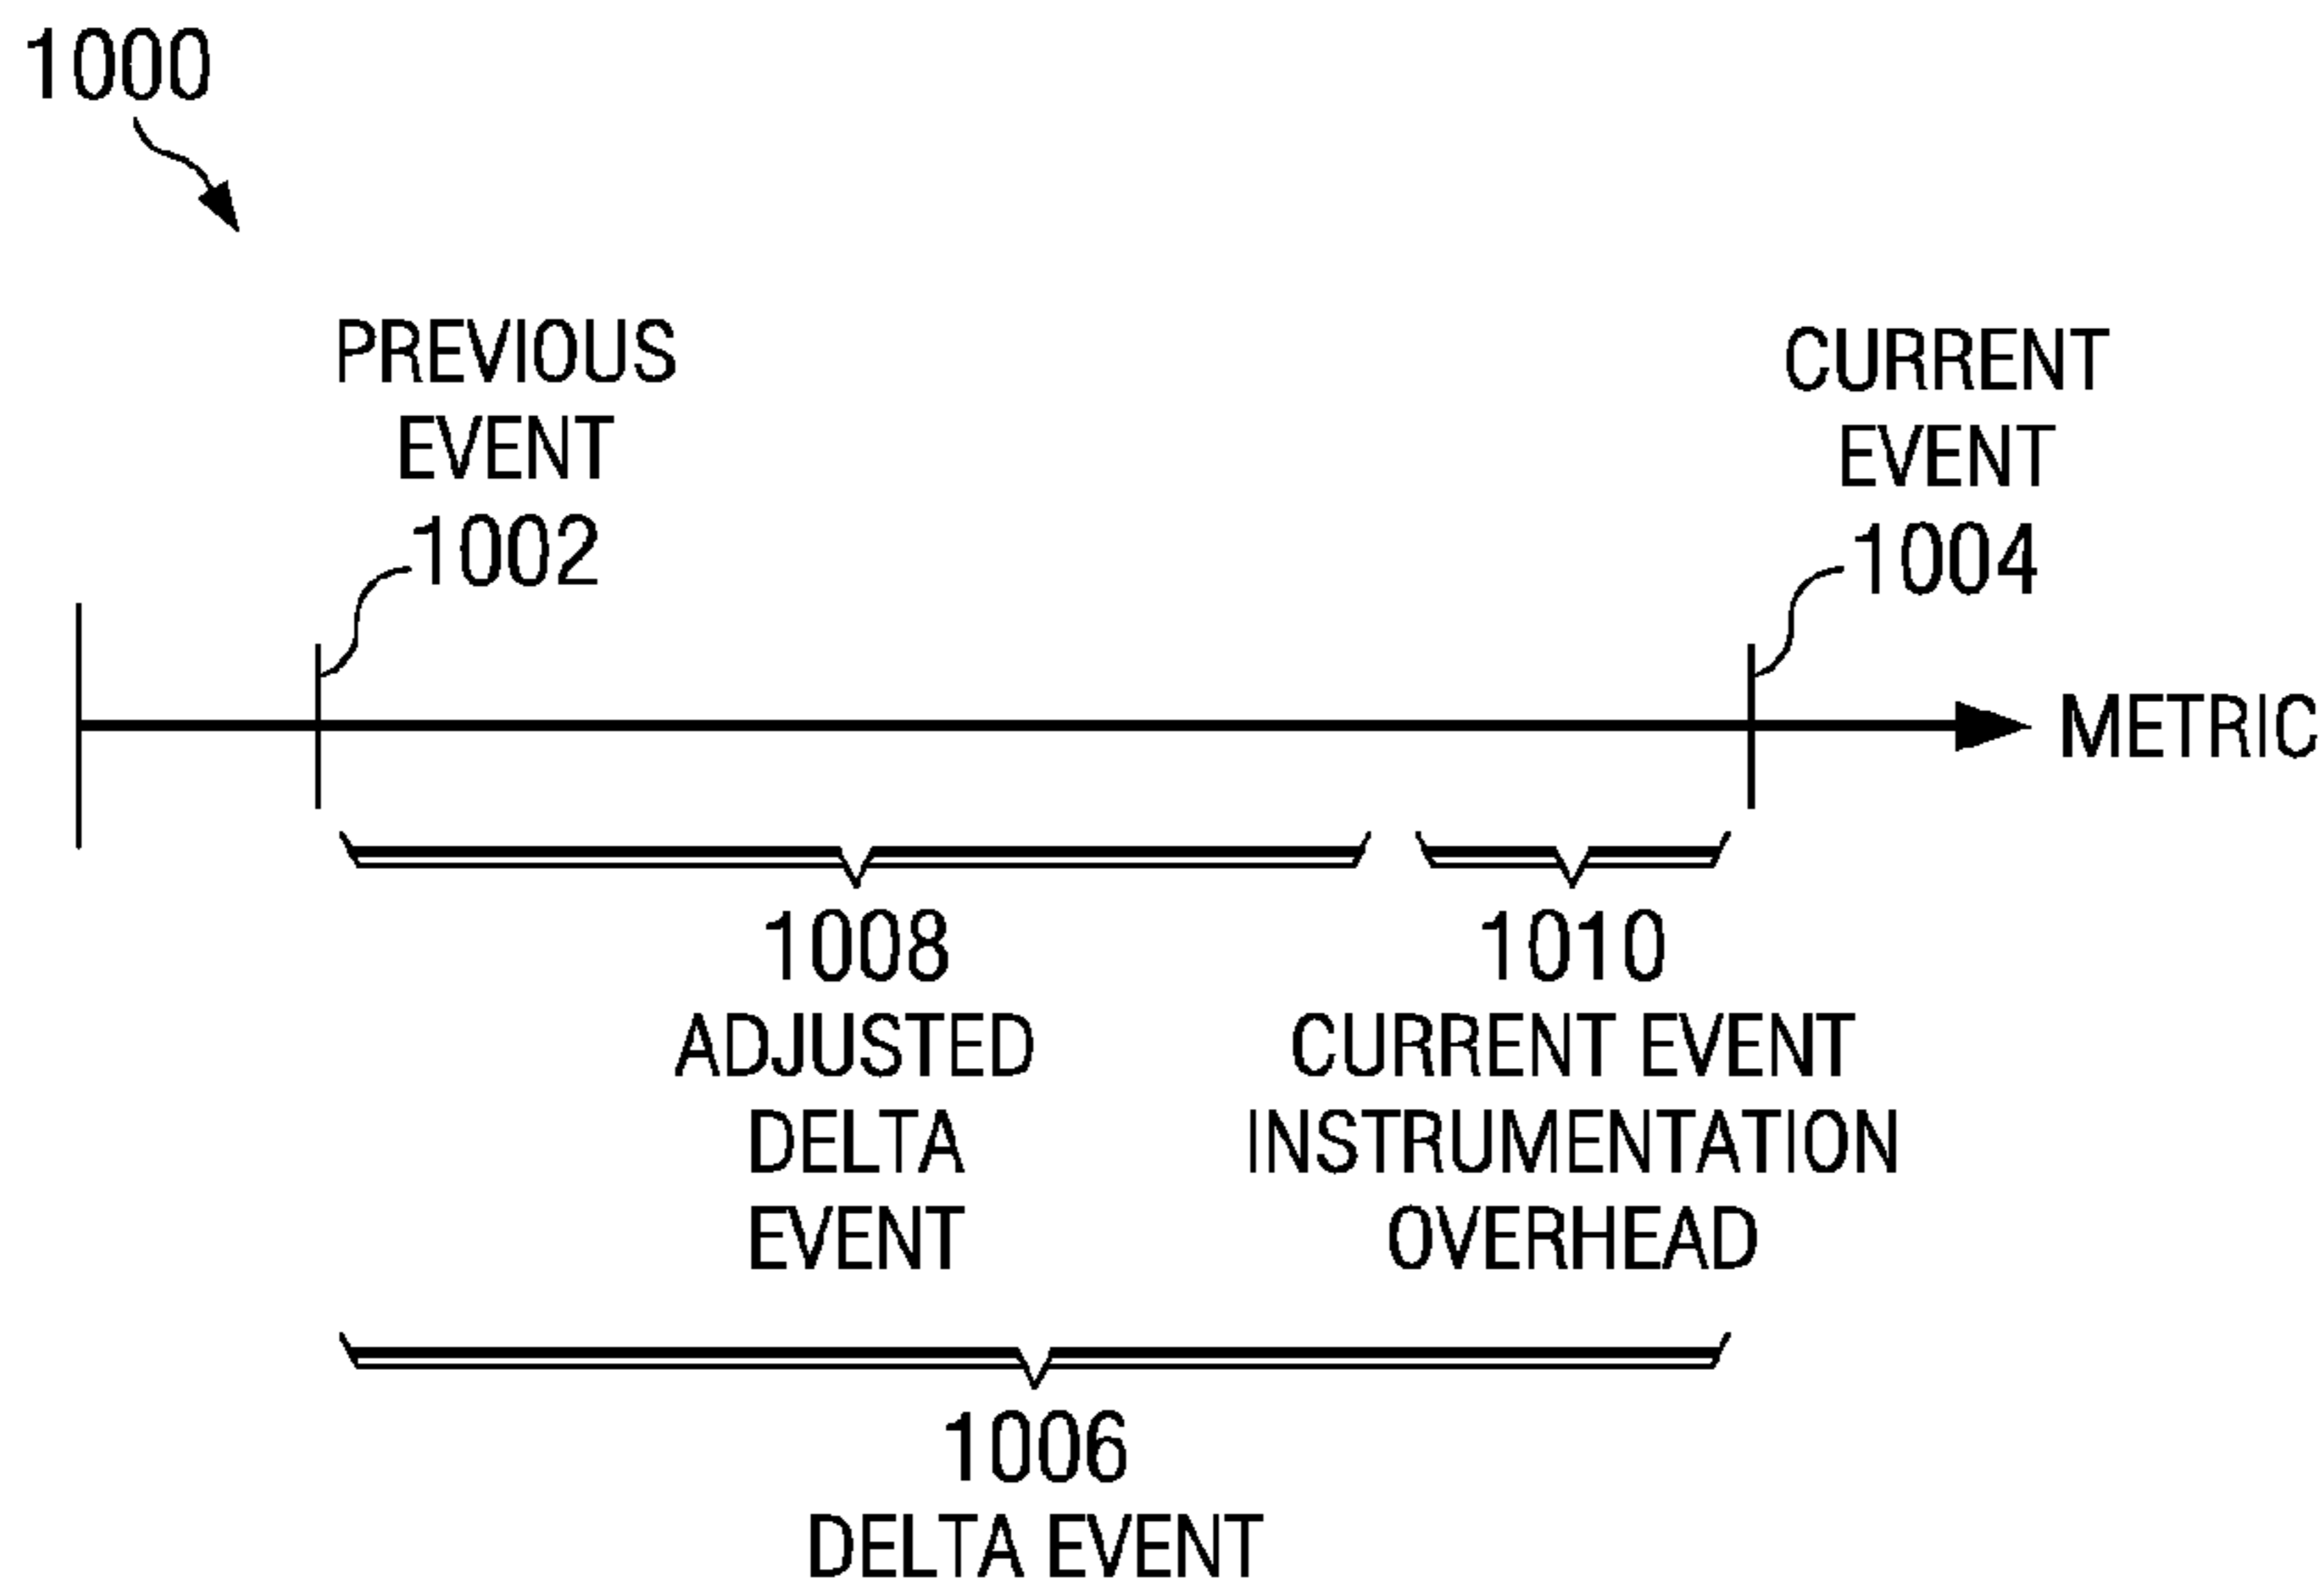 1000
PREVIOUS
EVENT
1002
CURRENT
EVENT
1004
METRIC
1008
ADJUSTED
DELTA
EVENT
1010
CURRENT EVENT
INSTRUMENTATION
OVERHEAD
1006
DELTA EVENT